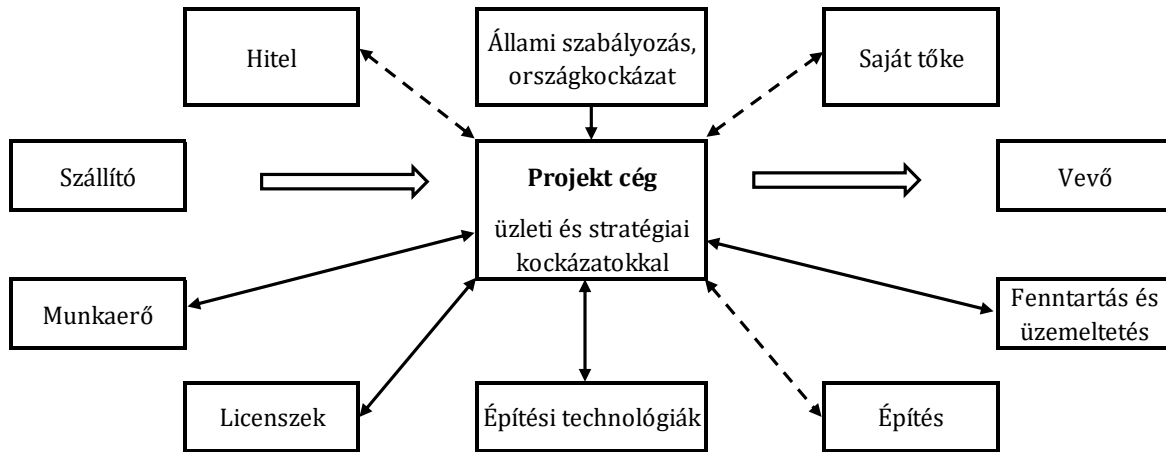 Hitel
Állami szabályozás,
országkockázat
Saját tőke
Szállító
Projekt cég
üzleti és stratégiai
kockázatokkal
Vevő
Munkaerő
Fenntartás és
üzemeltetés
Licenszek
Építési technológiák
Építés